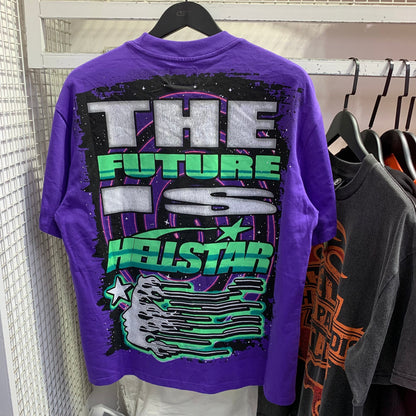 THE
FUTURE
IS
HELLSTAR